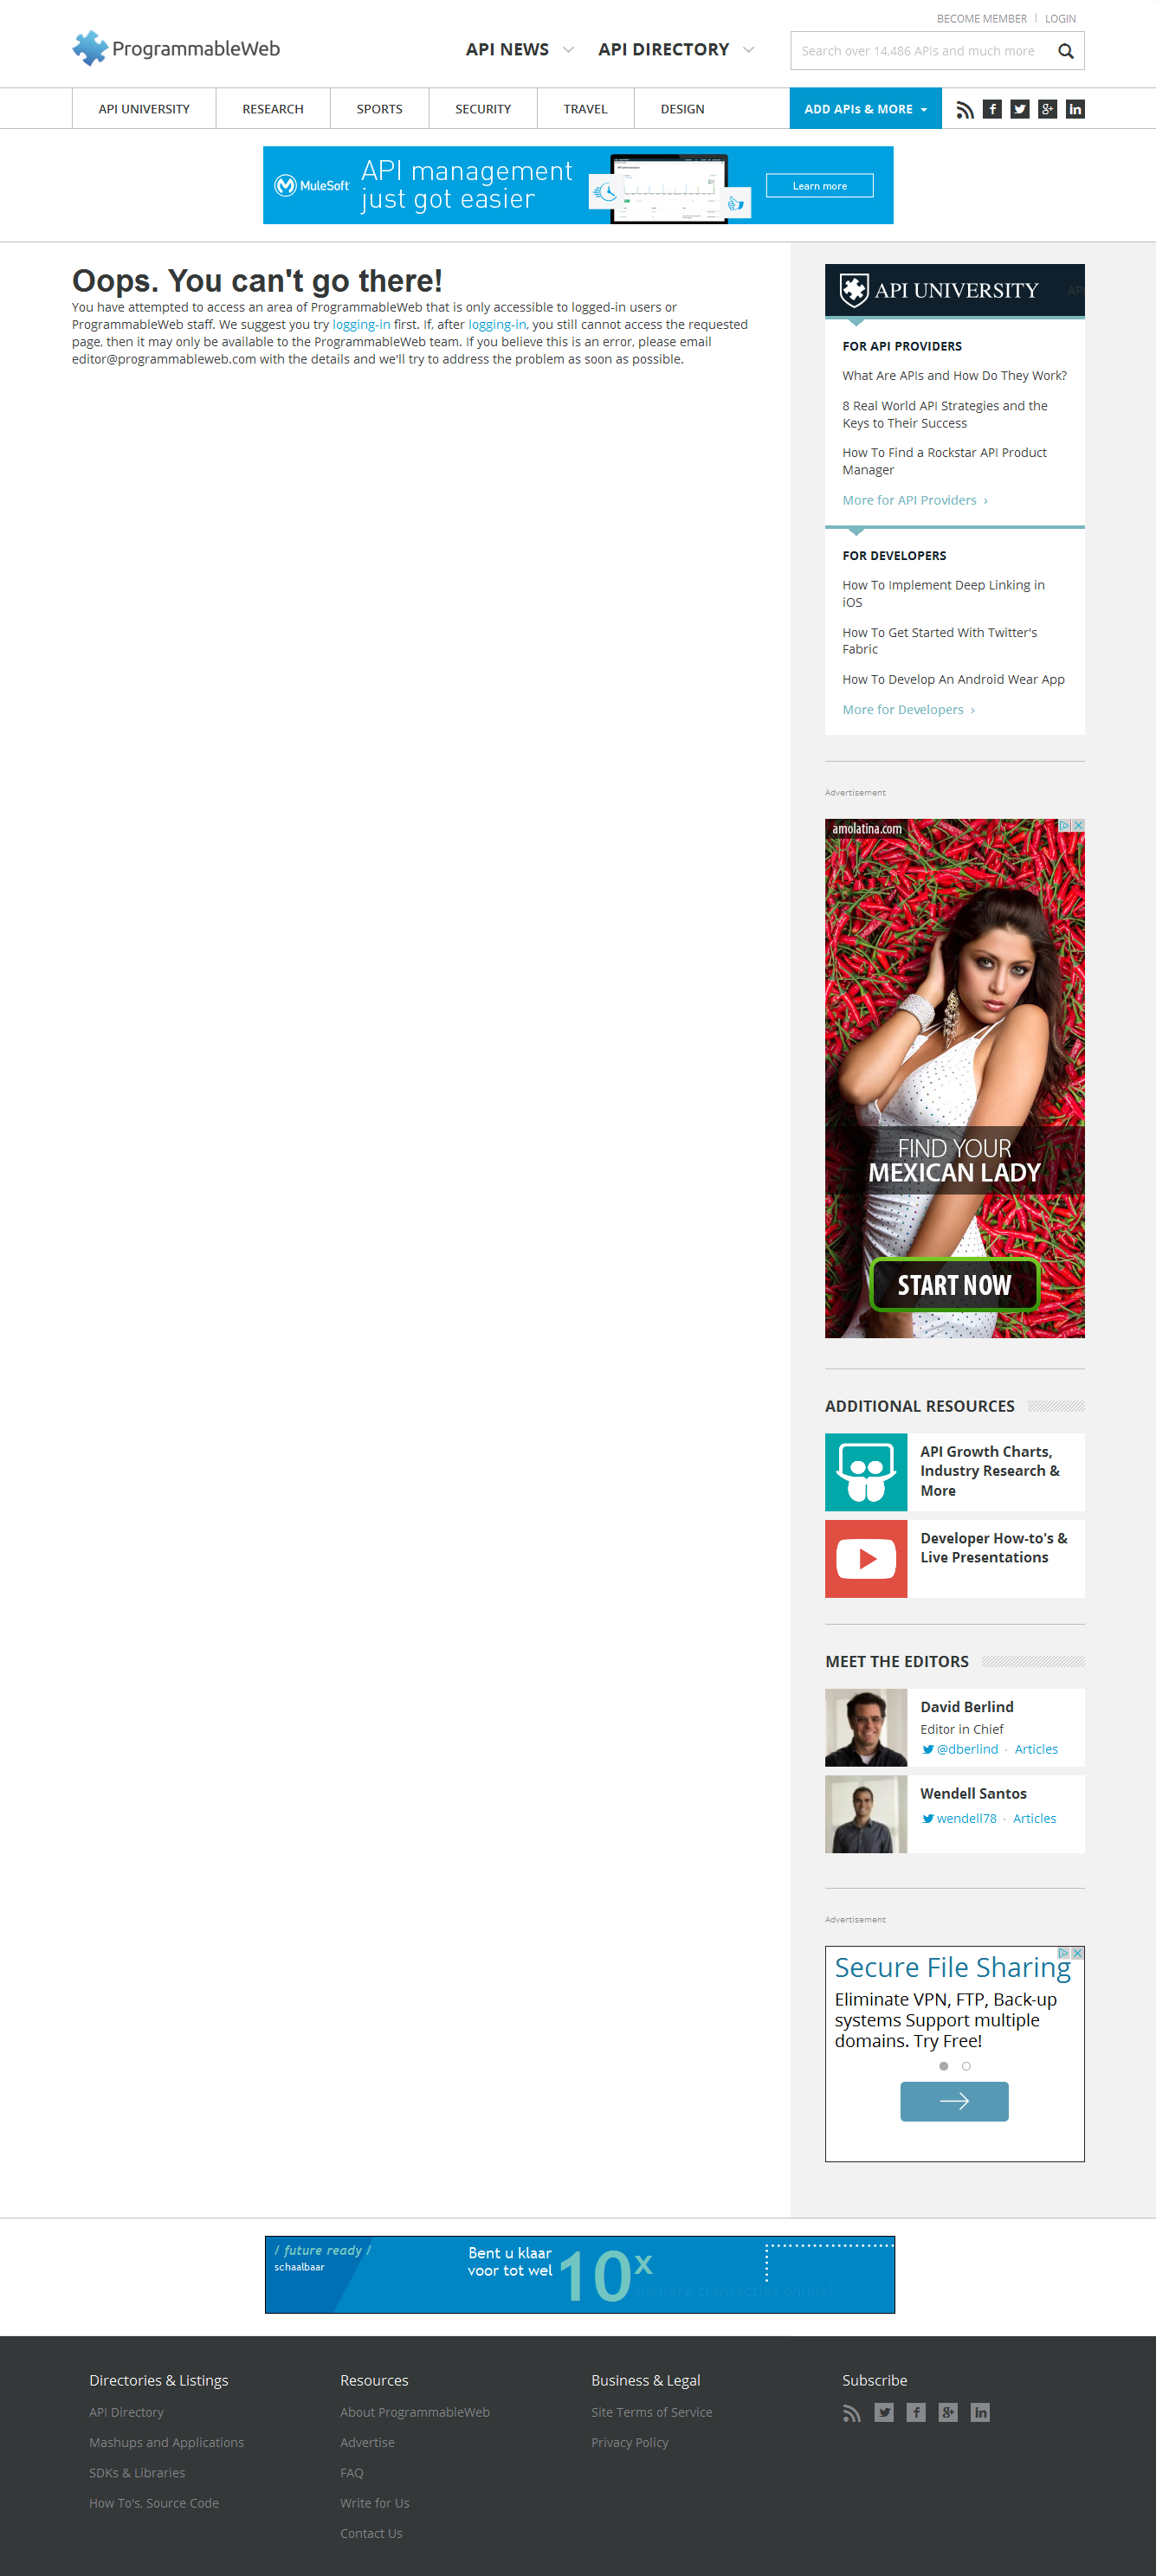 BECOME MEMBER | LOGIN
ProgrammableWeb
API NEWS
API DIRECTORY
Search over 14,486 APIs and much more
API UNIVERSITY
RESEARCH
SPORTS
SECURITY
TRAVEL
DESIGN
ADD APIs & MORE
MuleSoft
API management
just got easier
Learn more
Oops. You can't go there!
You have attempted to access an area of ProgrammableWeb that is only accessible to logged-in users or
ProgrammableWeb staff. We suggest you try logging-in first. If, after logging-in, you still cannot access the requested
page, then it may only be available to the ProgrammableWeb team. If you believe this is an error, please email
editor@programmableweb.com with the details and we'll try to address the problem as soon as possible.
API UNIVERSITY
FOR API PROVIDERS
What Are APIs and How Do They Work?
8 Real World API Strategies and the
Keys to Their Success
How To Find a Rockstar API Product
Manager
More for API Providers ›
FOR DEVELOPERS
How To Implement Deep Linking in
iOS
How To Get Started With Twitter's
Fabric
How To Develop An Android Wear App
More for Developers ›
Advertisement
amolatina.com
FIND YOUR
MEXICAN LADY
START NOW
ADDITIONAL RESOURCES
API Growth Charts,
Industry Research &
More
Developer How-to's &
Live Presentations
MEET THE EDITORS
David Berlind
Editor in Chief
@dberlind · Articles
Wendell Santos
wendell78 · Articles
Advertisement
Secure File Sharing
Eliminate VPN, FTP, Back-up
systems Support multiple
domains. Try Free!
/ future ready /
schaalbaar
Bent u klaar
voor tot wel
10x
snellere transacties online?
Directories & Listings
API Directory
Mashups and Applications
SDKs & Libraries
How To's, Source Code
Resources
About ProgrammableWeb
Advertise
FAQ
Write for Us
Contact Us
Business & Legal
Site Terms of Service
Privacy Policy
Subscribe